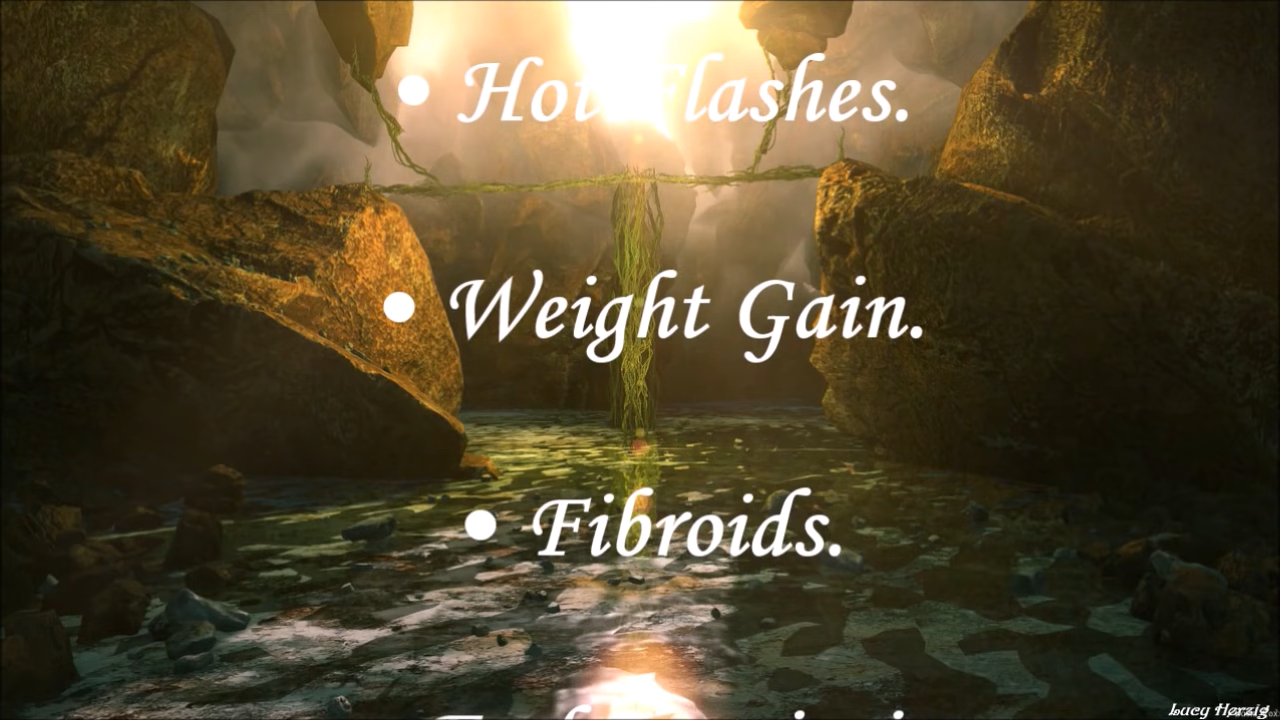 • Hot Flashes.
• Weight Gain.
• Fibroids.
Lucy Herzig